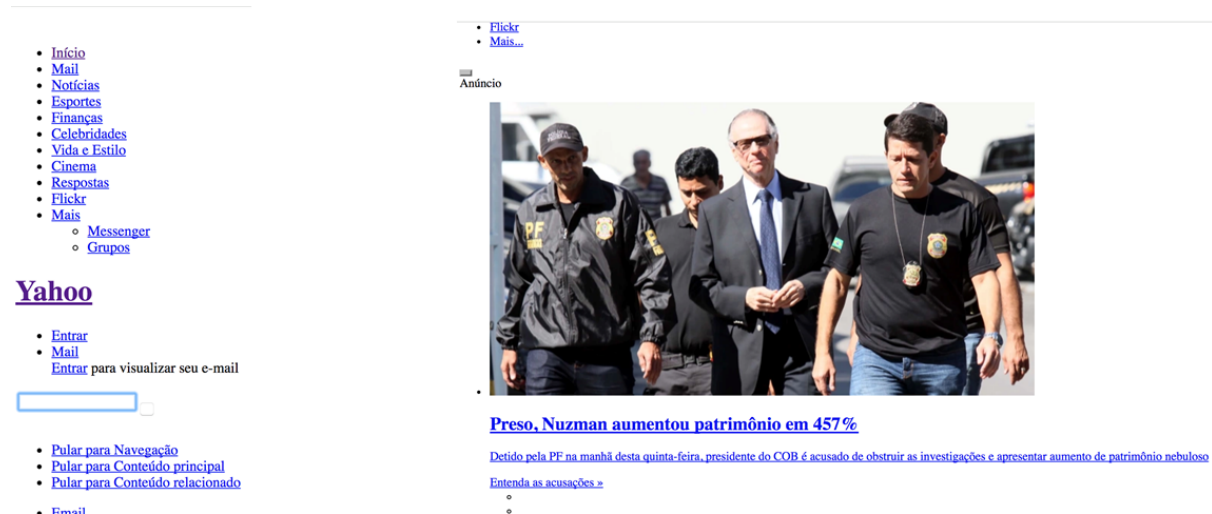 Início
Mail
Notícias
Esportes
Finanças
Celebridades
Vida e Estilo
Cinema
Respostas
Flickr
Mais
Messenger
Grupos
Yahoo
Entrar
Mail
Entrar para visualizar seu e-mail
Pular para Navegação
Pular para Conteúdo principal
Pular para Conteúdo relacionado
Email
Flickr
Mais...
Anúncio
PF
Preso, Nuzman aumentou patrimônio em 457%
Detido pela PF na manhã desta quinta-feira, presidente do COB é acusado de obstruir as investigações e apresentar aumento de patrimônio nebuloso
Entenda as acusações »